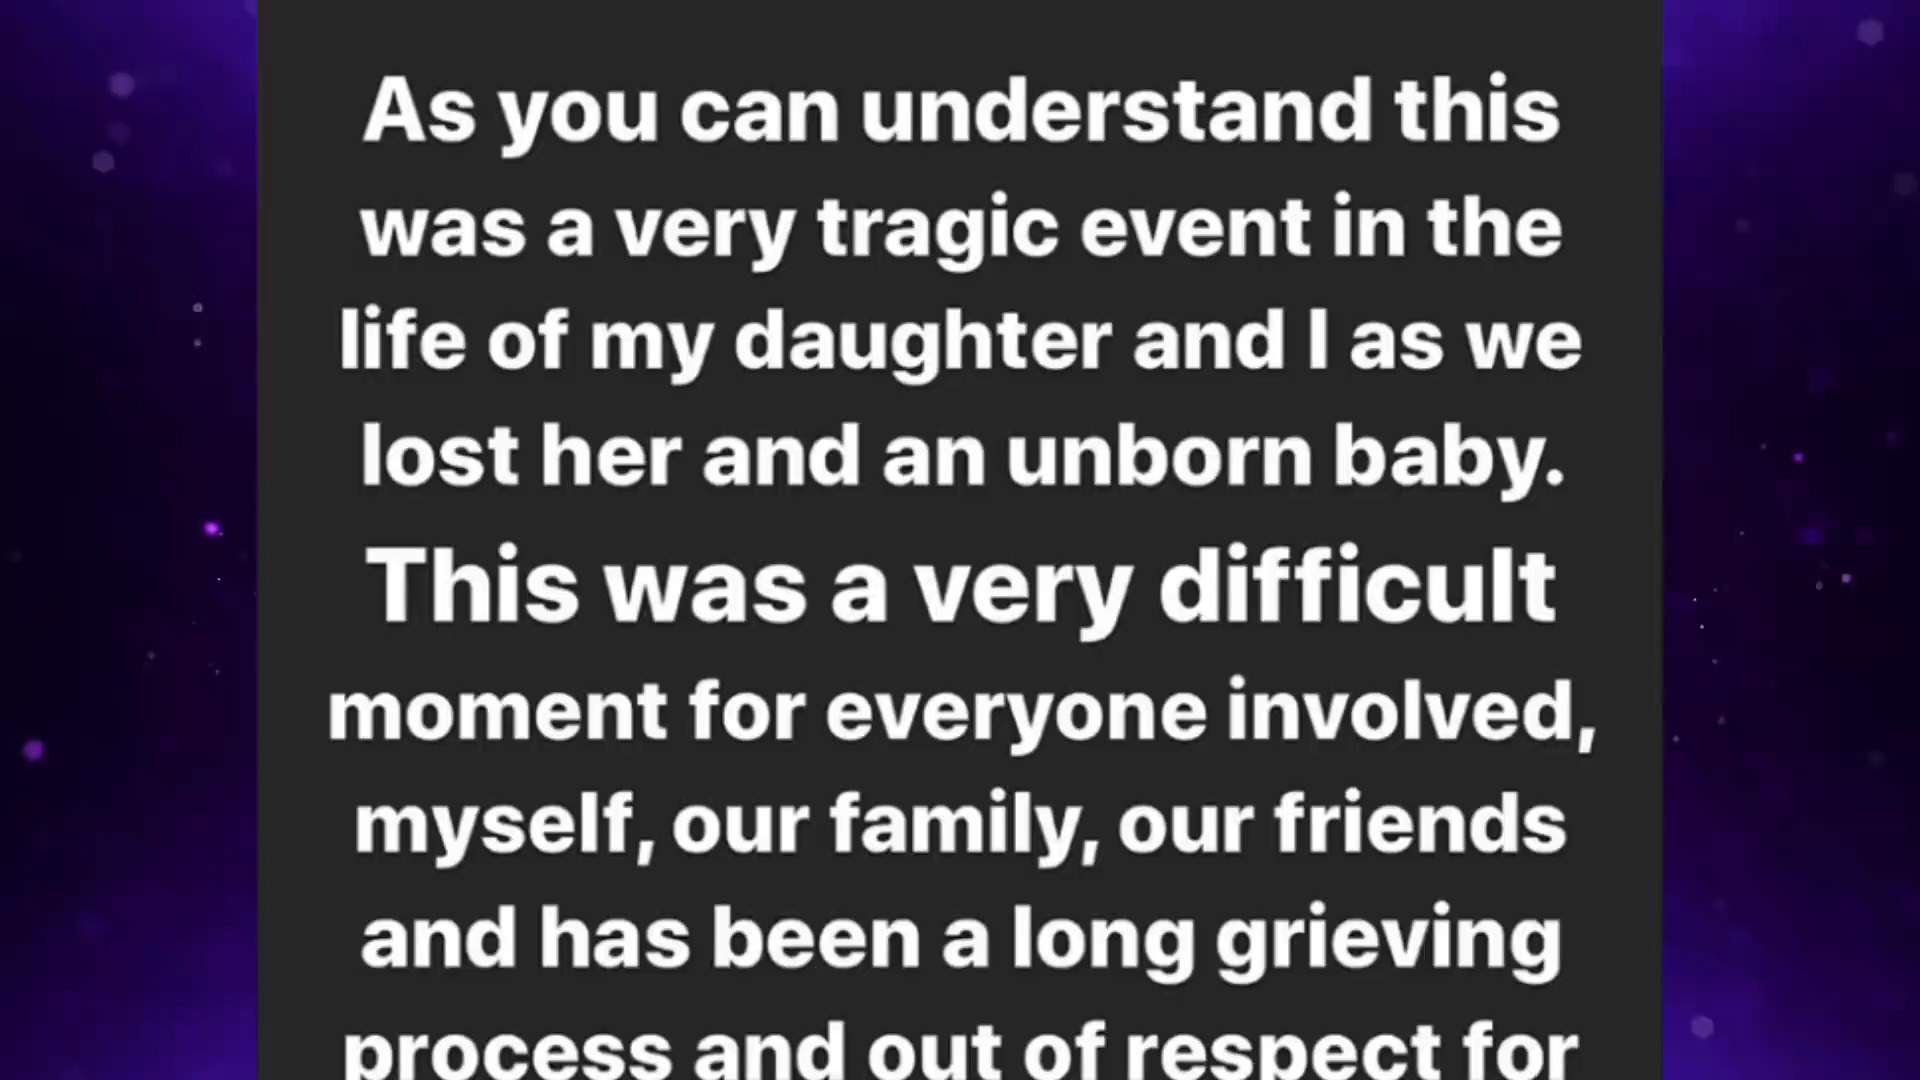 As you can understand this
was a very tragic event in the
life of my daughter and I as we
lost her and an unborn baby.
This was a very difficult
moment for everyone involved,
myself, our family, our friends
and has been a long grieving
process and out of respect for